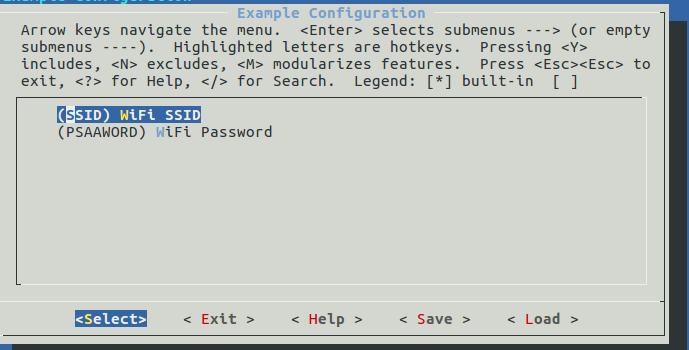 Example Configuration
Arrow keys navigate the menu.  <Enter> selects submenus ---> (or empty
submenus ----).  Highlighted letters are hotkeys.  Pressing <Y>
includes, <N> excludes, <M> modularizes features.  Press <Esc><Esc> to
exit, <?> for Help, </> for Search.  Legend: [*] built-in  [ ]
(SSID) WiFi SSID
(PSAAWORD) WiFi Password
<Select>    < Exit >    < Help >    < Save >    < Load >